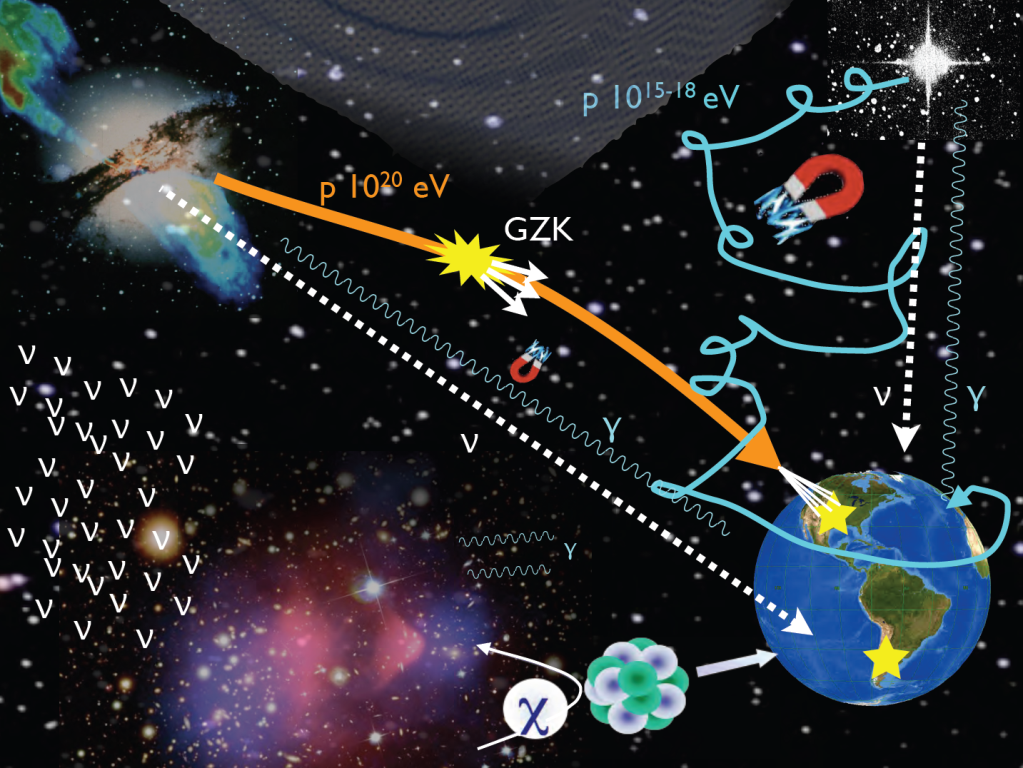 p 10¹⁵⁻¹⁸ eV
p 10²⁰ eV
GZK
ν ν
ν ν ν ν ν
ν γ
γ
ν ν ν ν ν ν
ν
ν ν ν
ν ν ν ν
ν ν ν
ν ν ν
γ
ν ν ν ν ν ν
ν ν ν
ν ν
χ